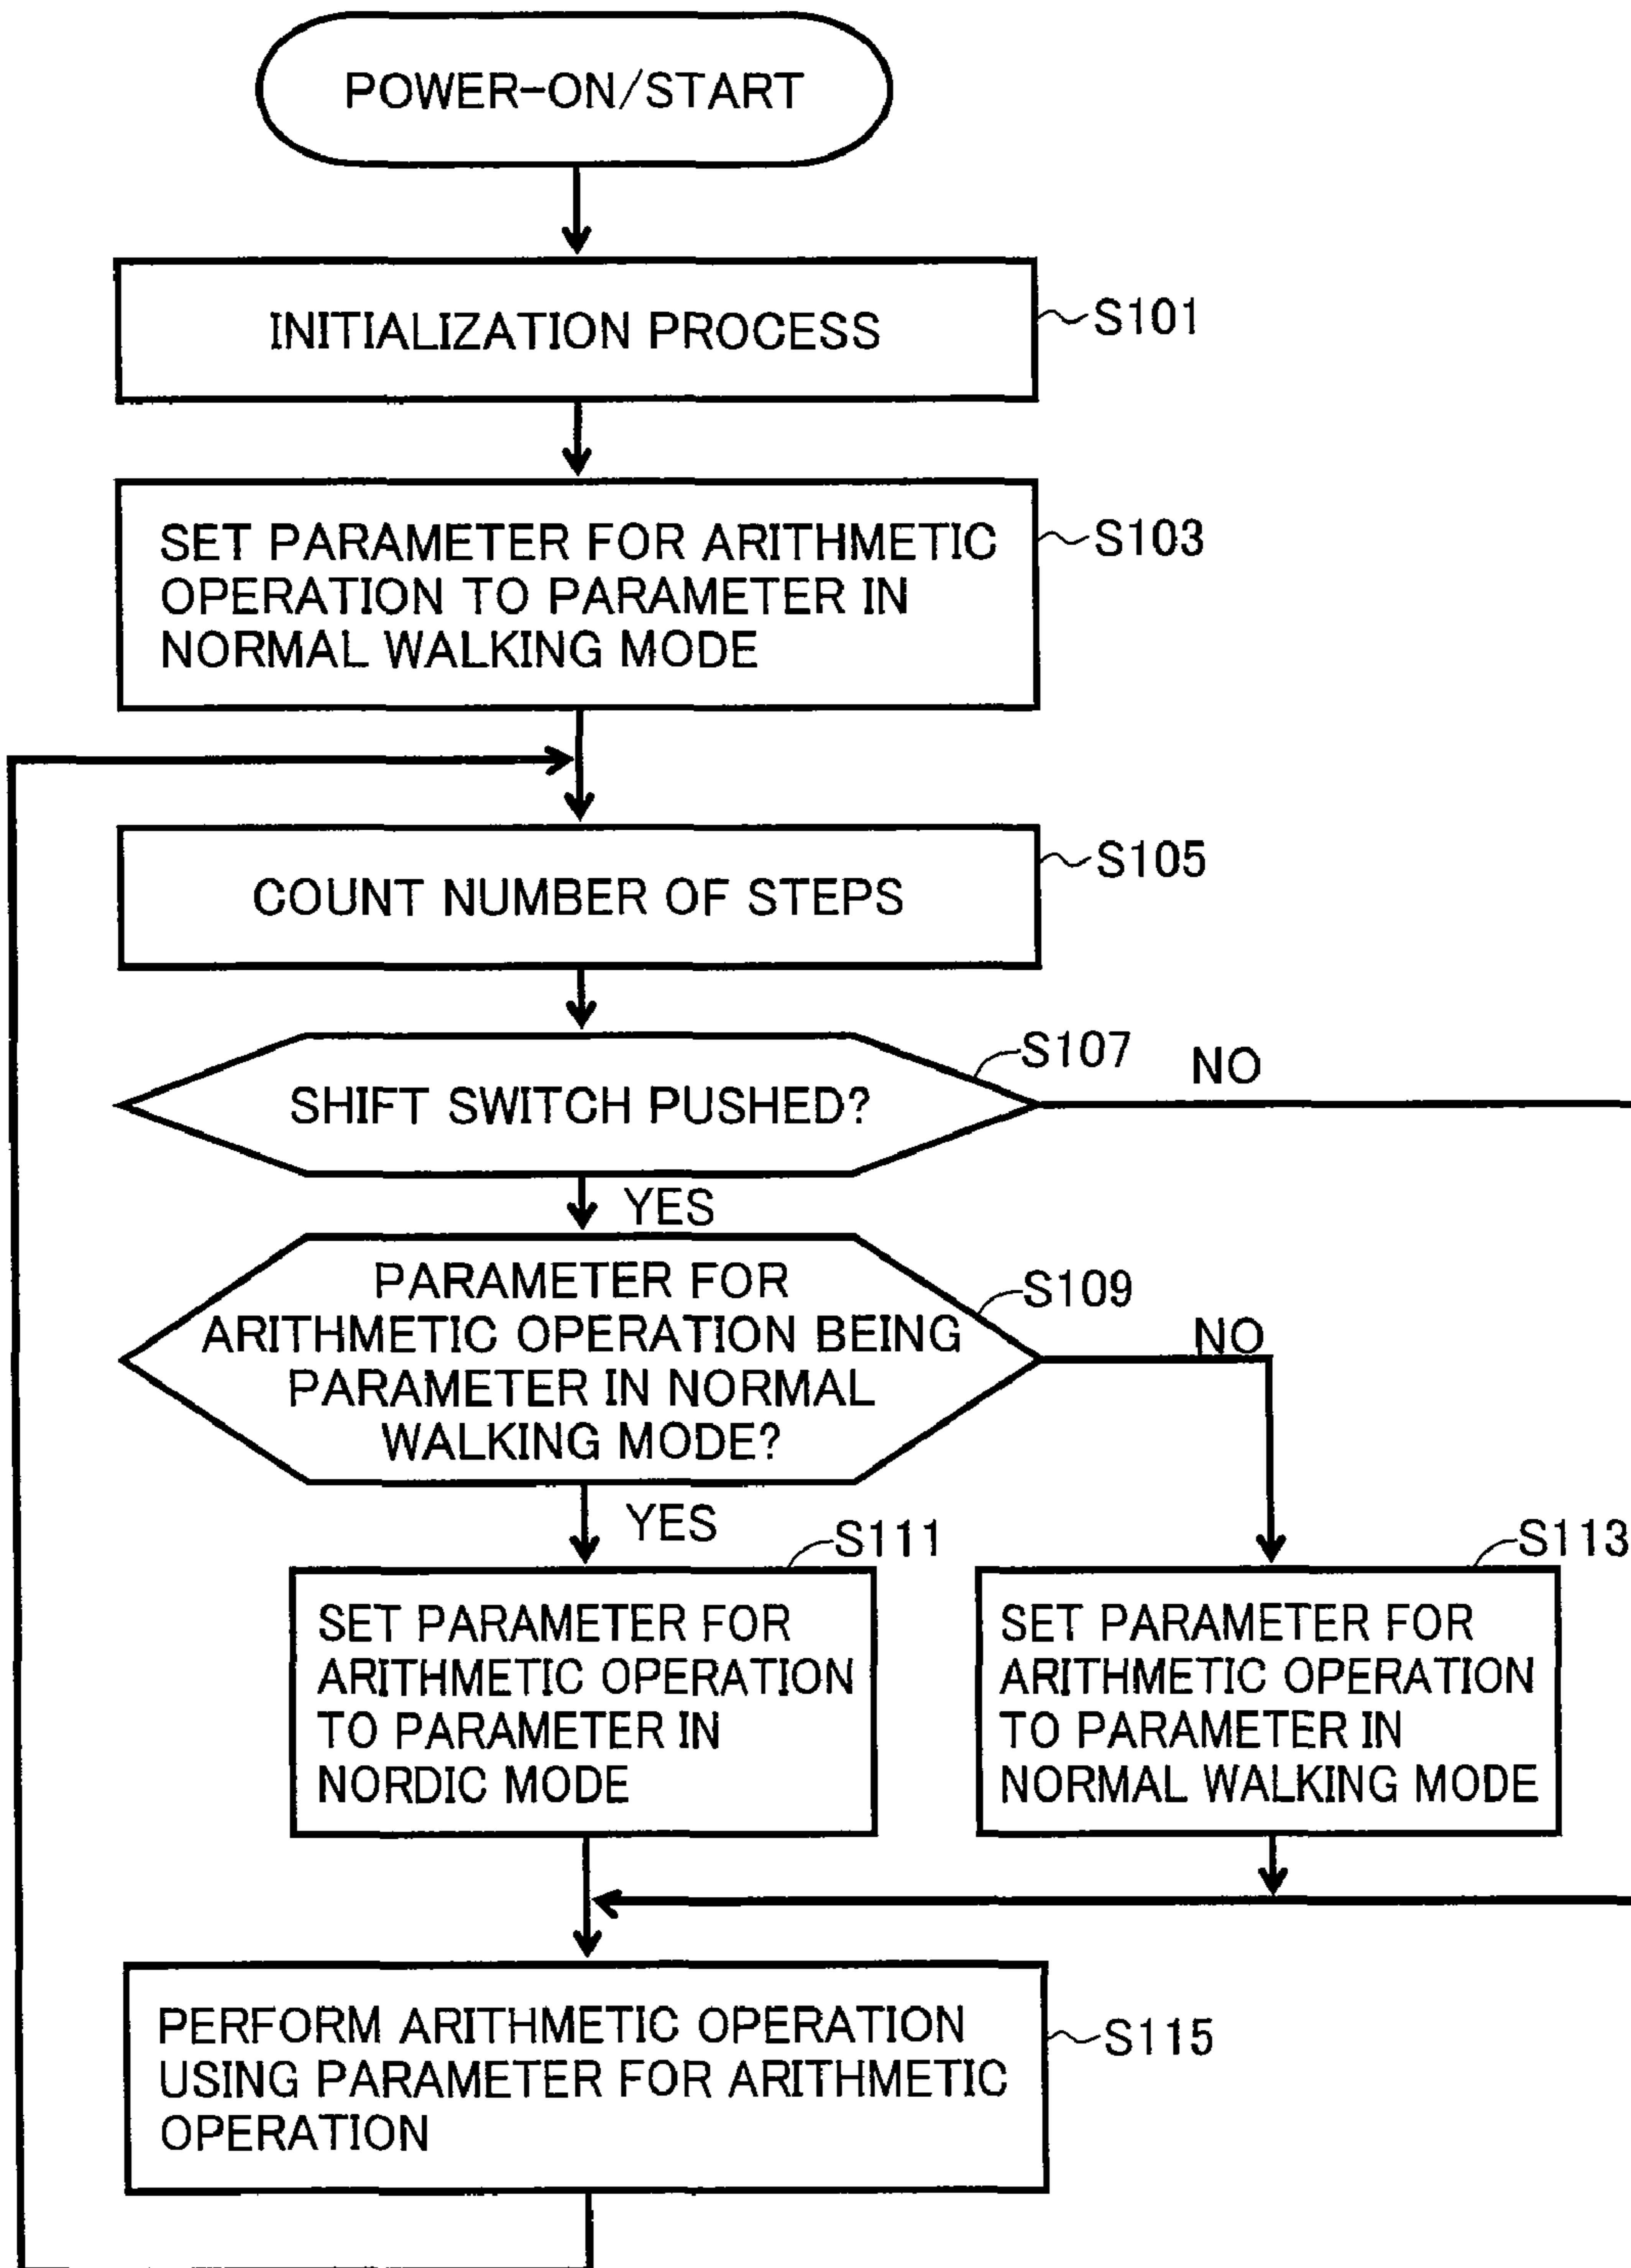 POWER-ON/START
INITIALIZATION PROCESS
S101
SET PARAMETER FOR ARITHMETIC
OPERATION TO PARAMETER IN
NORMAL WALKING MODE
S103
COUNT NUMBER OF STEPS
S105
SHIFT SWITCH PUSHED?
S107
NO
YES
PARAMETER FOR
ARITHMETIC OPERATION BEING
PARAMETER IN NORMAL
WALKING MODE?
S109
NO
YES
S111
SET PARAMETER FOR
ARITHMETIC OPERATION
TO PARAMETER IN
NORDIC MODE
S113
SET PARAMETER FOR
ARITHMETIC OPERATION
TO PARAMETER IN
NORMAL WALKING MODE
PERFORM ARITHMETIC OPERATION
USING PARAMETER FOR ARITHMETIC
OPERATION
S115